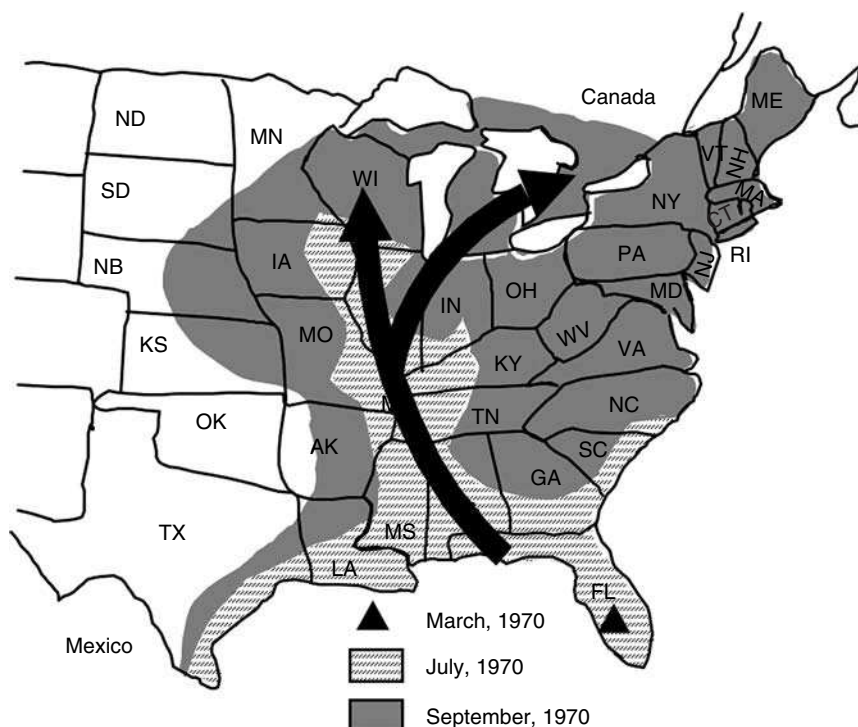 Canada
ME
ND
MN
VT
NH
WI
MA
SD
NY
CT
IA
PA
NJ
RI
NB
OH
IN
MD
MO
WV
KS
VA
KY
NC
OK
TN
AK
SC
GA
TX
MS
LA
FL
Mexico
March, 1970
July, 1970
September, 1970